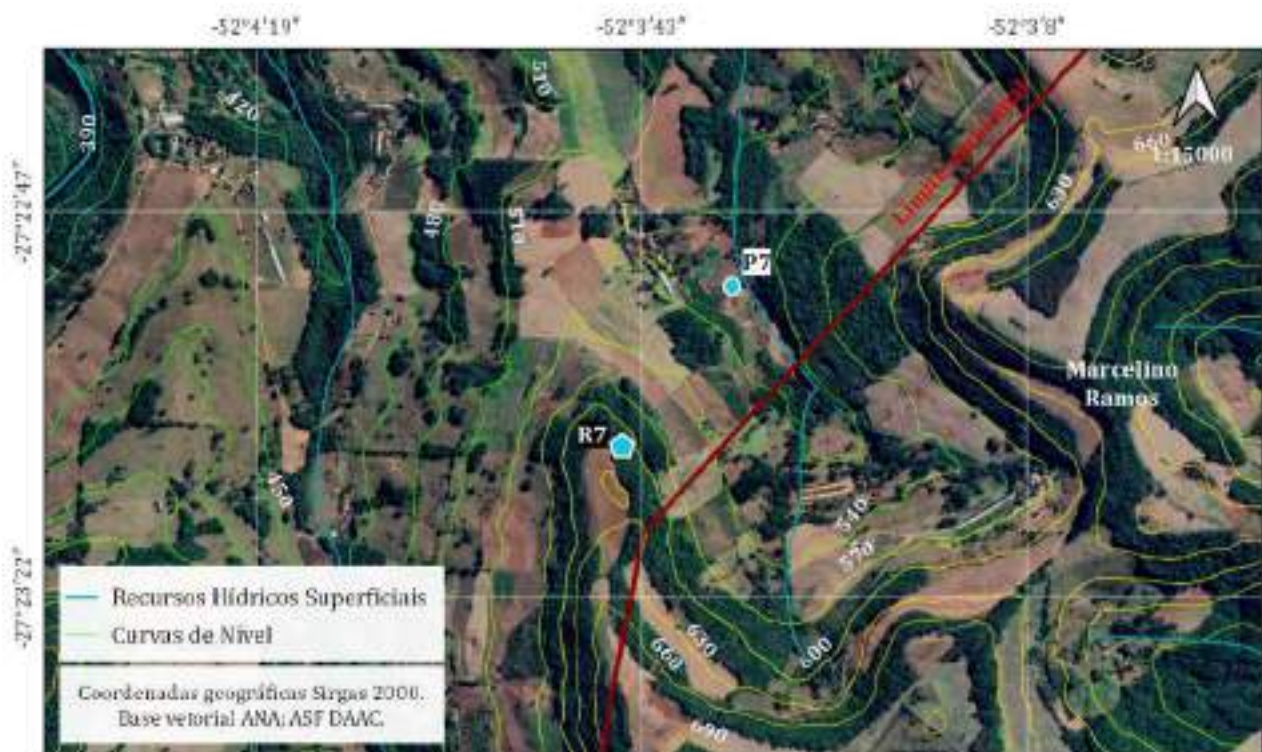 -52°4'19" -52°3'43" -52°3'8"
-27°22'47"
-27°23'22"
390
420
510
480
510
450
660
1:15000
630
P7
R7
Marcelino
Ramos
540
570
600
630
660
690
Recursos Hídricos Superficiais
Curvas de Nível
Coordenadas geográficas Sirgas 2000.
Base vetorial ANA; ASF DAAC.